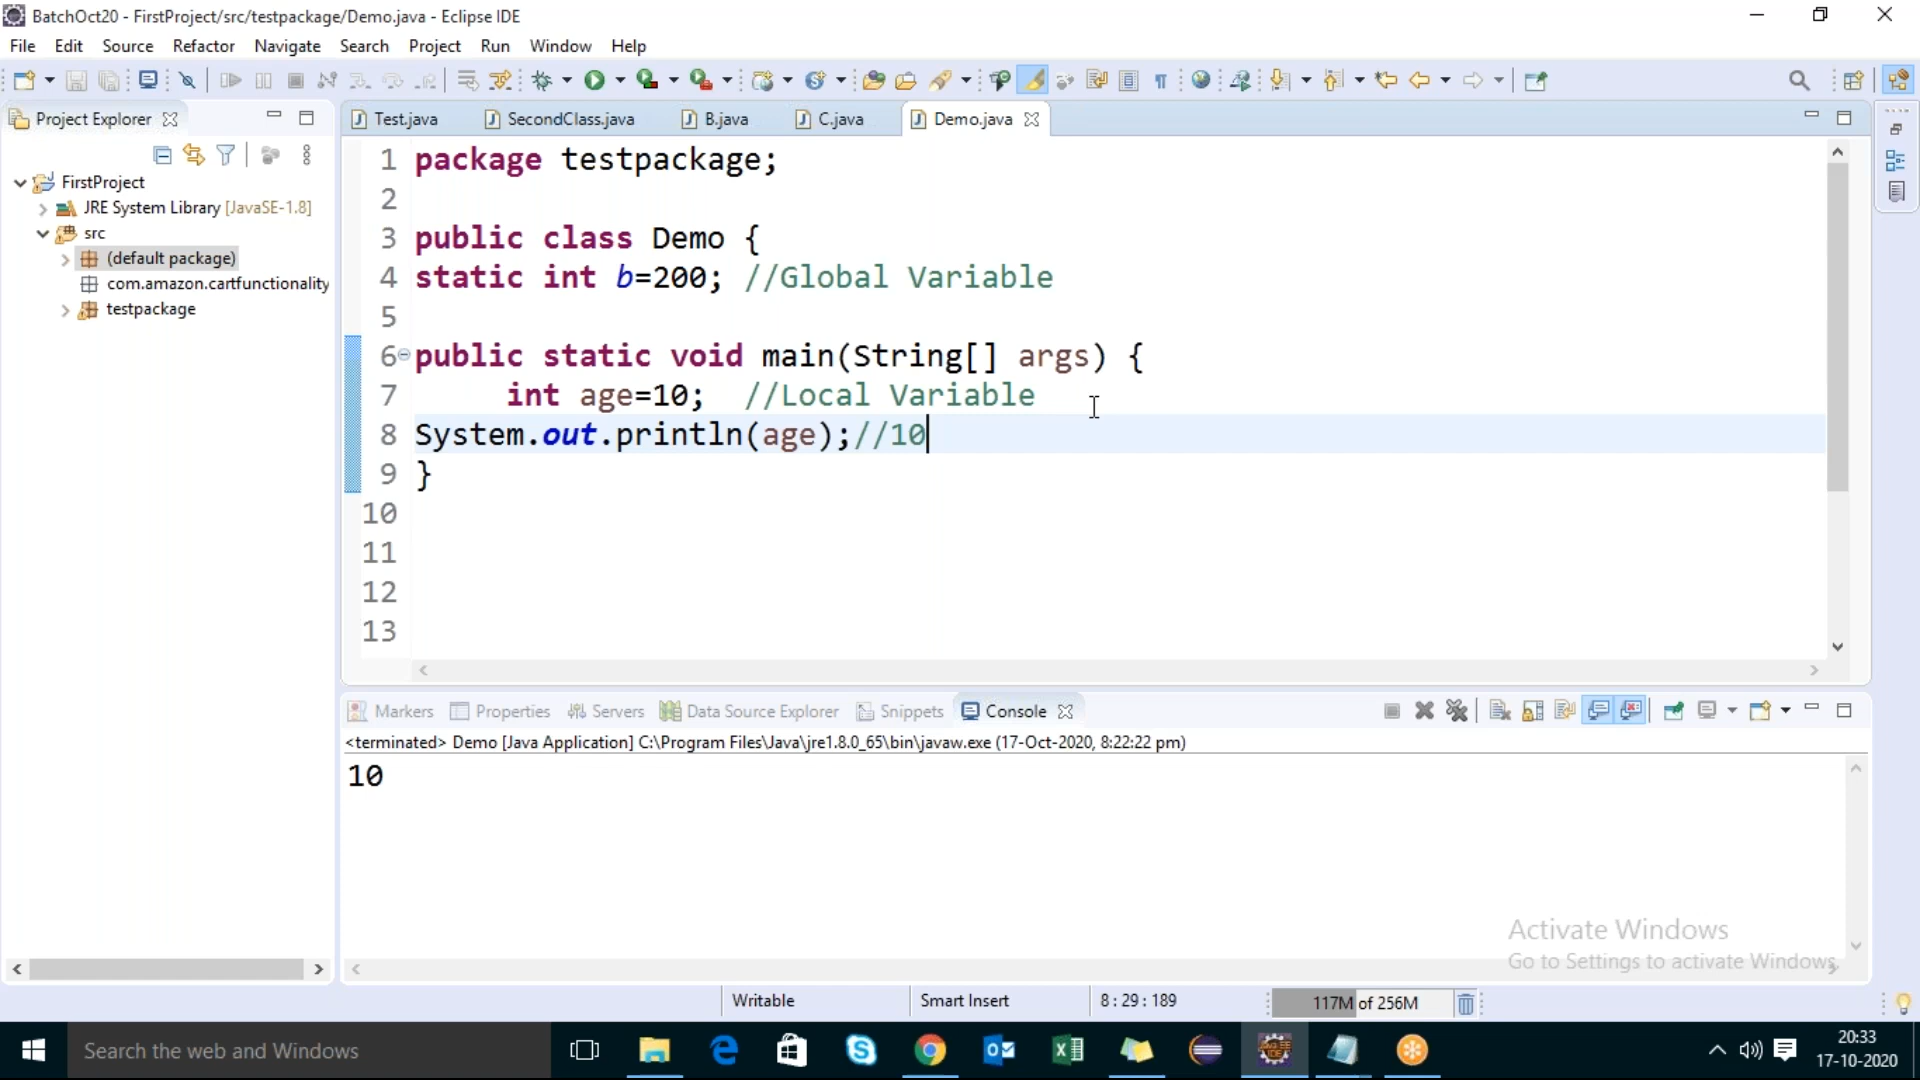 BatchOct20 - FirstProject/src/testpackage/Demo.java - Eclipse IDE
File Edit Source Refactor Navigate Search Project Run Window Help
Project Explorer
FirstProject
JRE System Library [JavaSE-1.8]
src
(default package)
com.amazon.cartfunctionality
testpackage
Test.java SecondClass.java B.java C.java Demo.java
1 package testpackage;
2
3 public class Demo {
4 static int b=200; //Global Variable
5
6 public static void main(String[] args) {
7 int age=10; //Local Variable
8 System.out.println(age);//10
9 }
10
11
12
13
Markers Properties Servers Data Source Explorer Snippets Console
<terminated> Demo [Java Application] C:\Program Files\Java\jre1.8.0_65\bin\javaw.exe (17-Oct-2020, 8:22:22 pm)
10
Activate Windows
Go to Settings to activate Windows.
Writable Smart Insert 8 : 29 : 189 117M of 256M
Search the web and Windows
20:33
17-10-2020